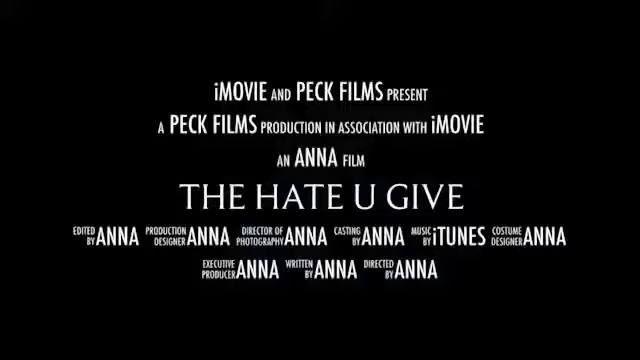 iMOVIE AND PECK FILMS PRESENT
A PECK FILMS PRODUCTION IN ASSOCIATION WITH iMOVIE
AN ANNA FILM
THE HATE U GIVE
EDITED BY ANNA PRODUCTION DESIGNER ANNA DIRECTOR OF PHOTOGRAPHY ANNA CASTING BY ANNA MUSIC BY iTUNES COSTUME DESIGNER ANNA
EXECUTIVE PRODUCER ANNA WRITTEN BY ANNA DIRECTED BY ANNA